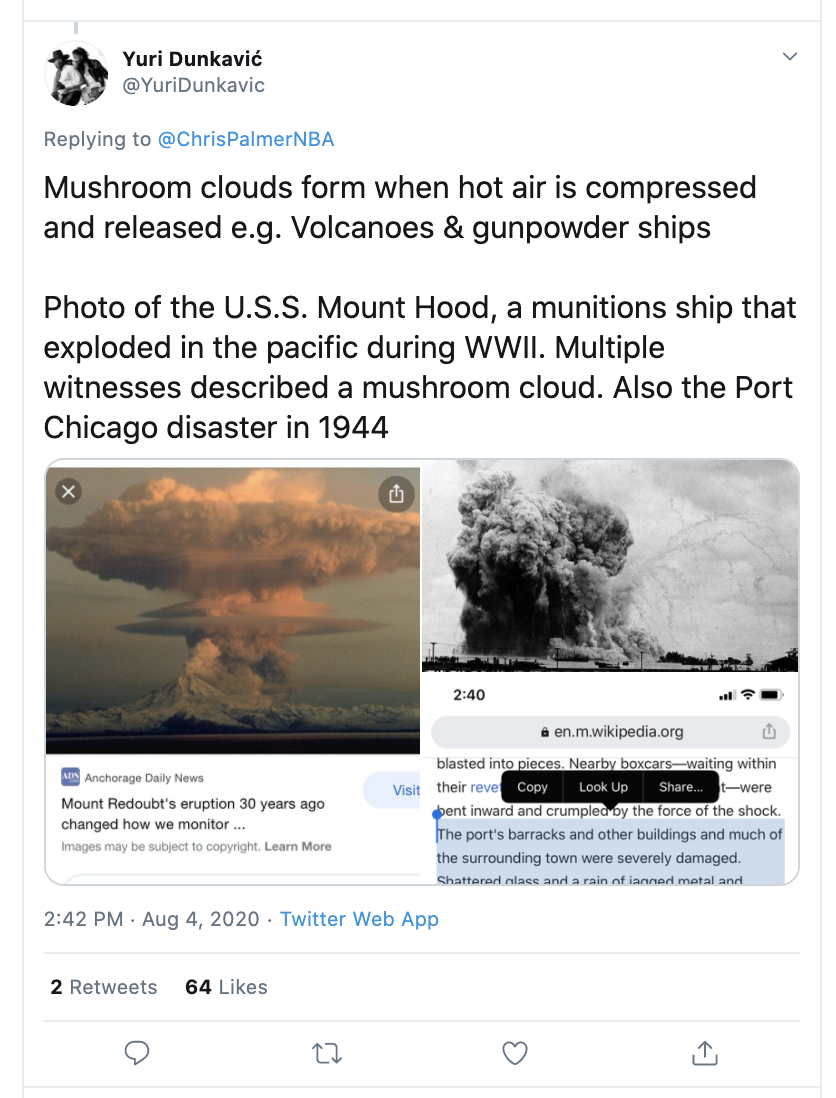 Yuri Dunkavić
@YuriDunkavic
Replying to @ChrisPalmerNBA
Mushroom clouds form when hot air is compressed
and released e.g. Volcanoes & gunpowder ships
Photo of the U.S.S. Mount Hood, a munitions ship that
exploded in the pacific during WWII. Multiple
witnesses described a mushroom cloud. Also the Port
Chicago disaster in 1944
ADN
Anchorage Daily News
Visit
Mount Redoubt's eruption 30 years ago
changed how we monitor ...
Images may be subject to copyright. Learn More
2:40
en.m.wikipedia.org
blasted into pieces. Nearby boxcars—waiting within
their revet
Copy Look Up Share...
t—were
bent inward and crumpled by the force of the shock.
The port's barracks and other buildings and much of
the surrounding town were severely damaged.
Shattered glass and a rain of jagged metal and
2:42 PM · Aug 4, 2020 · Twitter Web App
2 Retweets 64 Likes